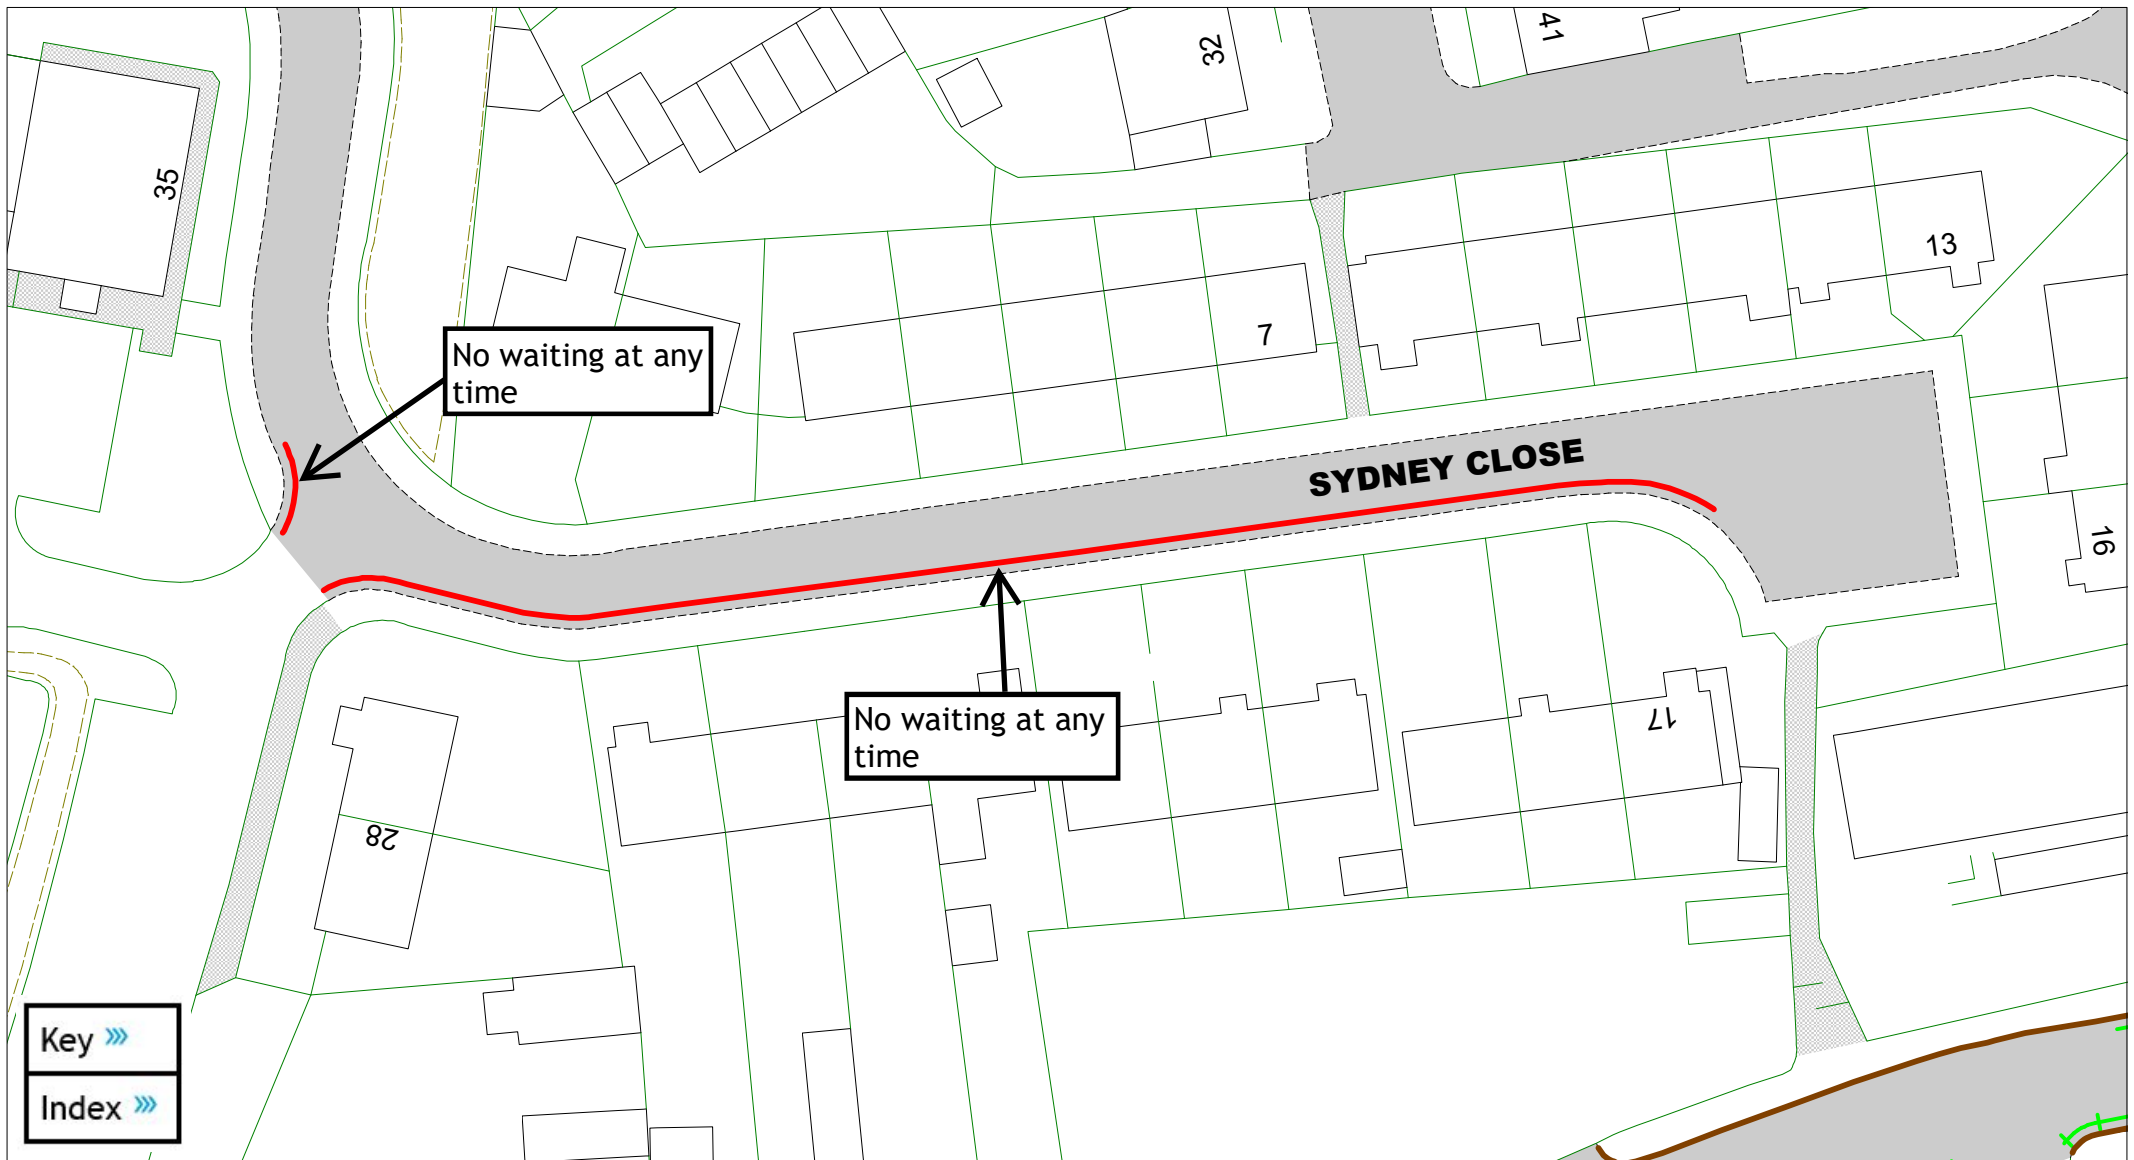 41
32
35
13
7
No waiting at any
time
SYDNEY CLOSE
16
No waiting at any
time
17
28
Key
Index